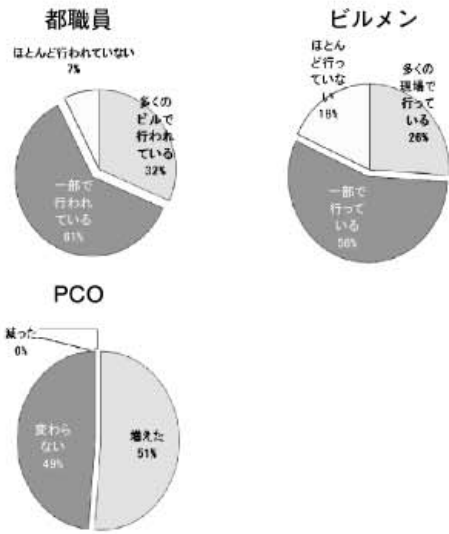 都職員
ほとんど行われていない
7%
多くの
ビルで
行われ
ている
32%
一部で
行われ
ている
61%
ビルメン
ほとん
ど行っ
ていな
い
18%
多くの
現場で
行って
いる
26%
一部で
行って
いる
56%
PCO
減った
0%
変わら
ない
49%
増えた
51%